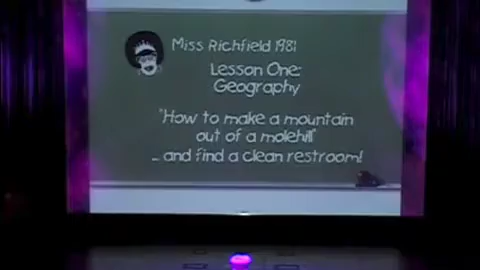 Miss Richfield 1981
Lesson One:
Geography
"How to make a mountain
out of a molehill"
... and find a clean restroom!